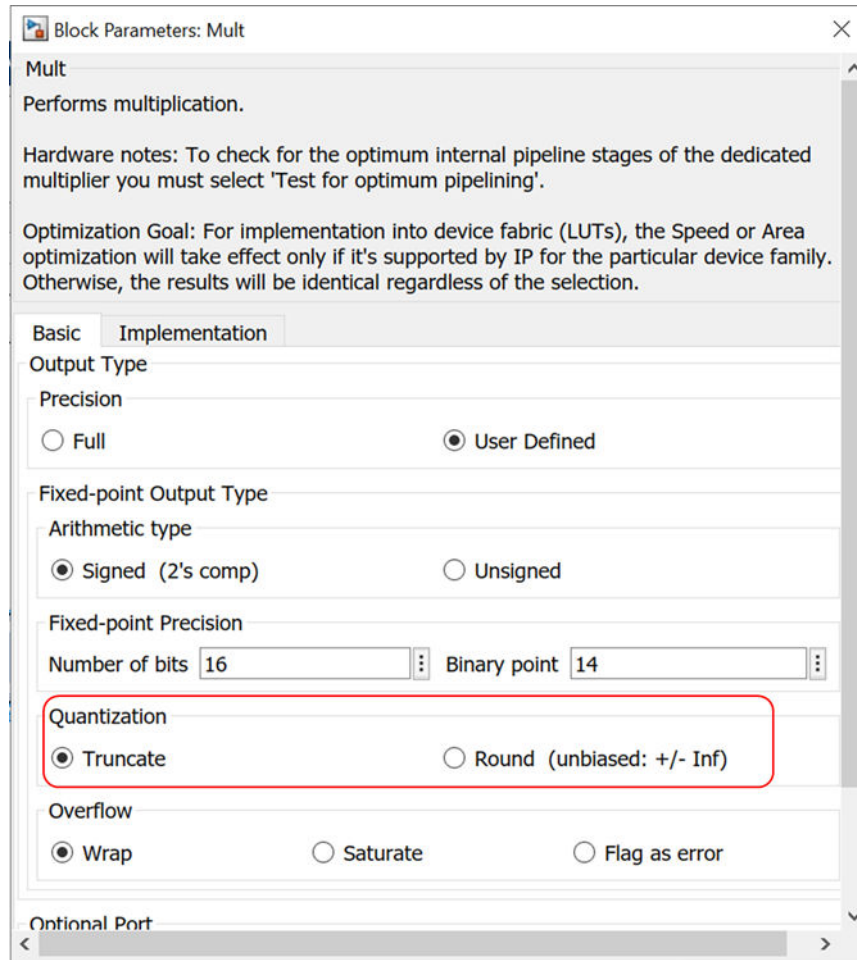 Block Parameters: Mult
Mult
Performs multiplication.
Hardware notes: To check for the optimum internal pipeline stages of the dedicated
multiplier you must select 'Test for optimum pipelining'.
Optimization Goal: For implementation into device fabric (LUTs), the Speed or Area
optimization will take effect only if it's supported by IP for the particular device family.
Otherwise, the results will be identical regardless of the selection.
Basic Implementation
Output Type
Precision
Full User Defined
Fixed-point Output Type
Arithmetic type
Signed (2's comp) Unsigned
Fixed-point Precision
Number of bits 16 Binary point 14
Quantization
Truncate Round (unbiased: +/- Inf)
Overflow
Wrap Saturate Flag as error
Optional Port